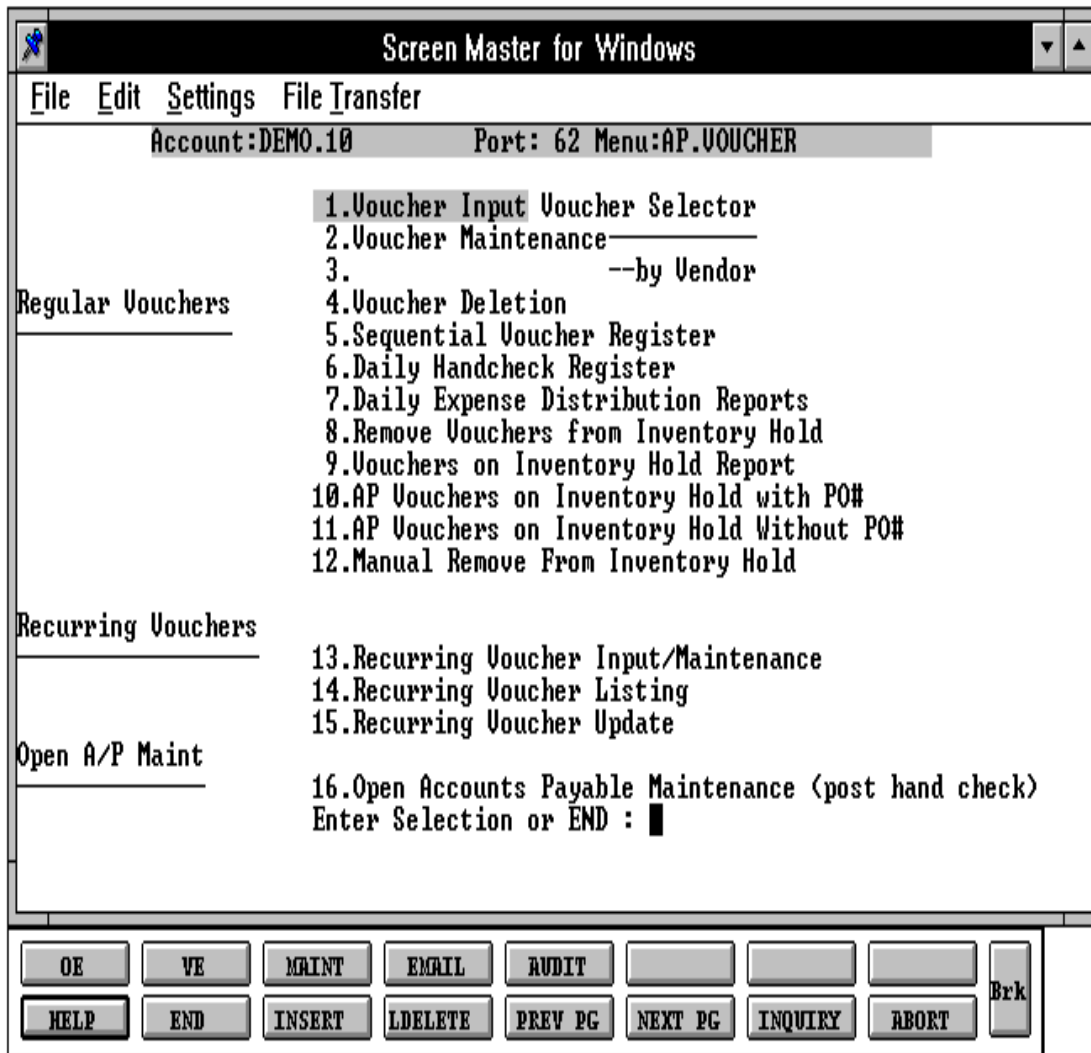 Screen Master for Windows
File Edit Settings File Transfer
Account:DEMO.10 Port: 62 Menu:AP.VOUCHER
1.Voucher Input Voucher Selector
2.Voucher Maintenance
3. --by Vendor
Regular Vouchers 4.Voucher Deletion
5.Sequential Voucher Register
6.Daily Handcheck Register
7.Daily Expense Distribution Reports
8.Remove Vouchers from Inventory Hold
9.Vouchers on Inventory Hold Report
10.AP Vouchers on Inventory Hold with PO#
11.AP Vouchers on Inventory Hold Without PO#
12.Manual Remove From Inventory Hold
Recurring Vouchers
13.Recurring Voucher Input/Maintenance
14.Recurring Voucher Listing
15.Recurring Voucher Update
Open A/P Maint
16.Open Accounts Payable Maintenance (post hand check)
Enter Selection or END :
OE VE MAINT EMAIL AUDIT
Brk
HELP END INSERT LDELETE PREV PG NEXT PG INQUIRY ABORT